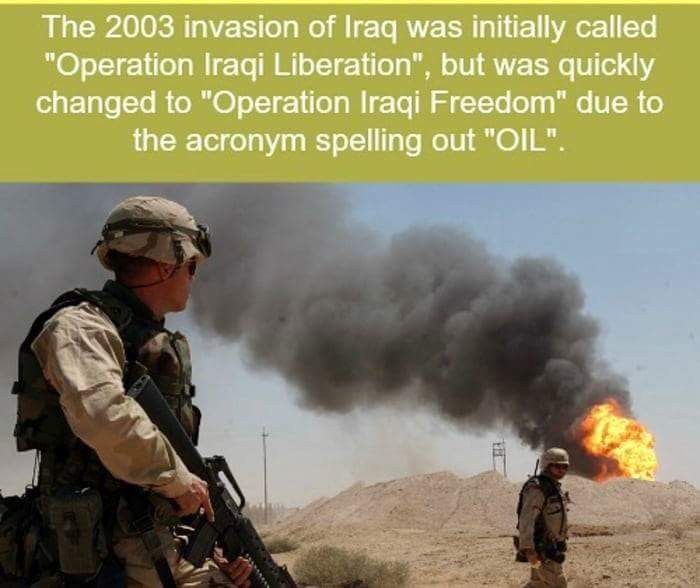 The 2003 invasion of Iraq was initially called
"Operation Iraqi Liberation", but was quickly
changed to "Operation Iraqi Freedom" due to
the acronym spelling out "OIL".